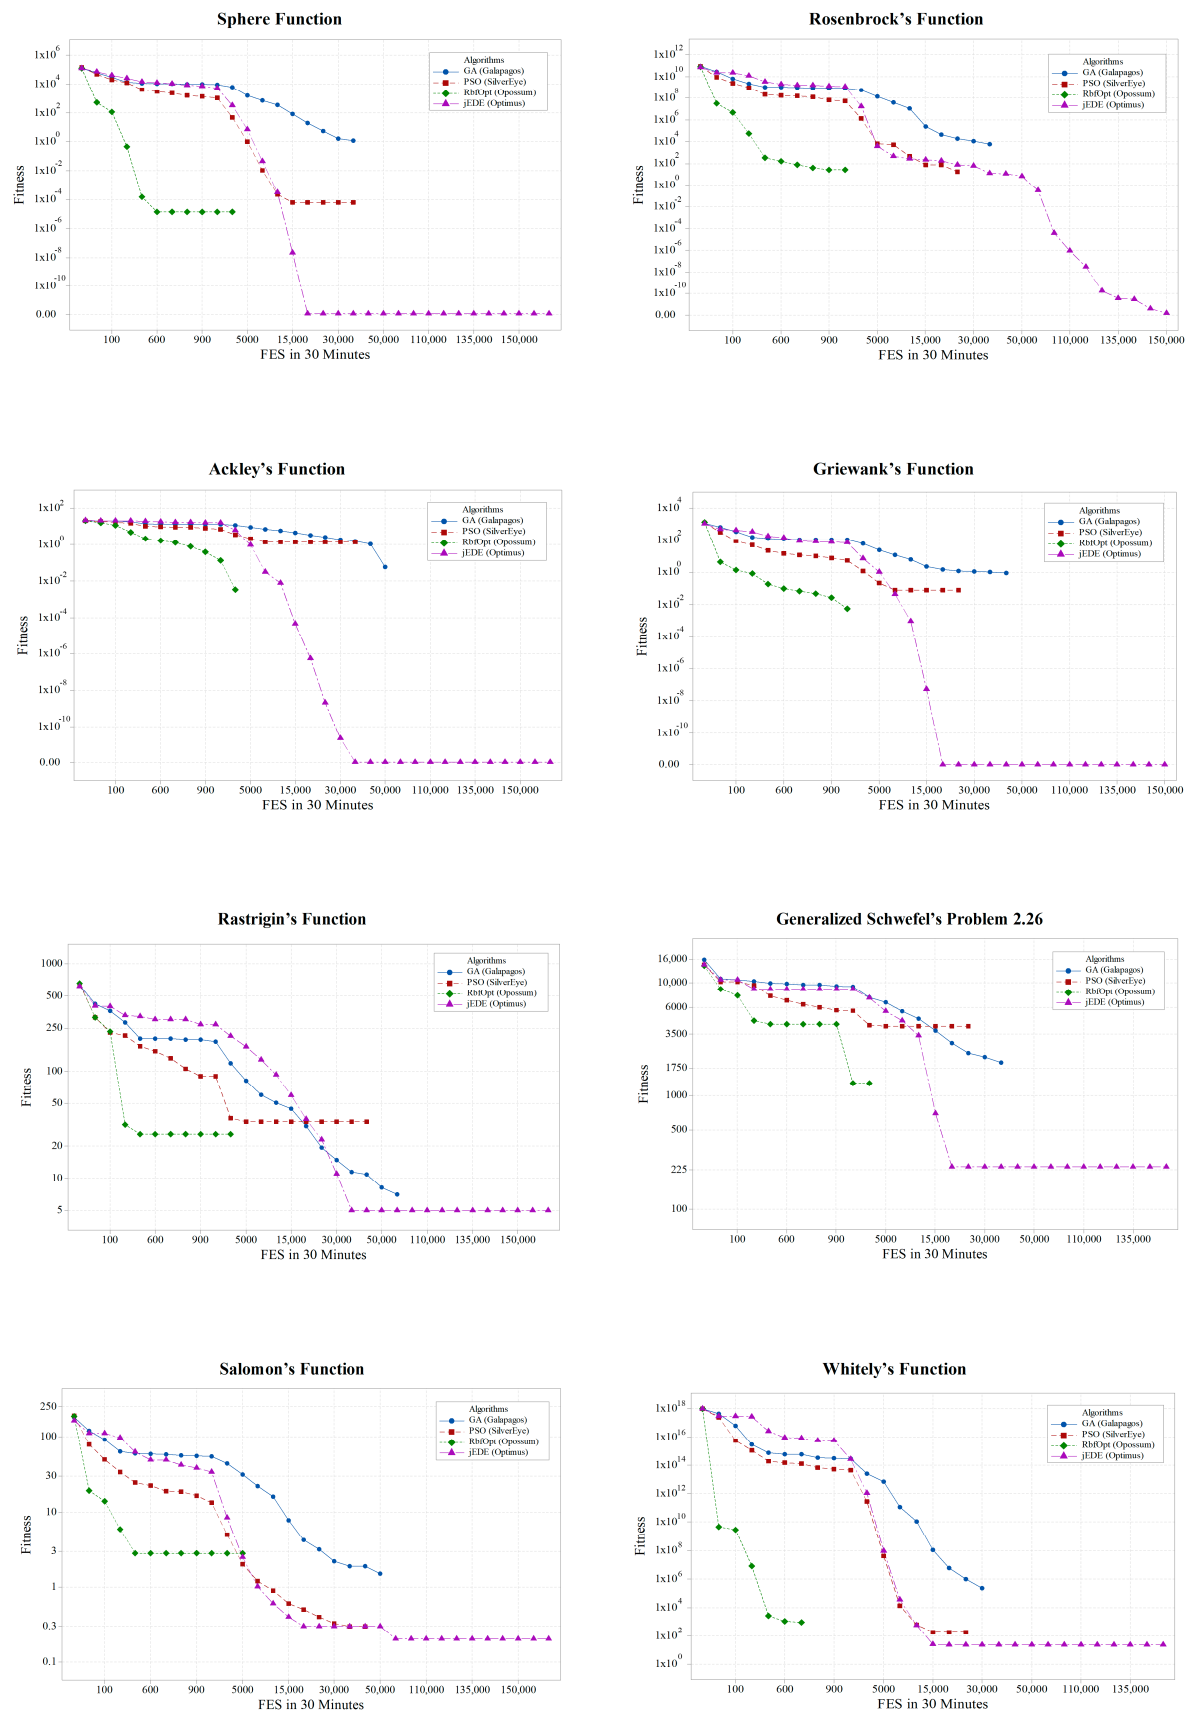 Sphere Function
1x10^6
1x10^4
1x10^2
1x10^0
1x10^-2
1x10^-4
1x10^-6
1x10^-8
1x10^-10
0.00
Fitness
Algorithms
GA (Galapagos)
PSO (SilverEye)
RbfOpt (Opossum)
jEDE (Optimus)
100 600 900 5000 15,000 30,000 50,000 110,000 135,000 150,000
FES in 30 Minutes
Rosenbrock's Function
1x10^12
1x10^10
1x10^8
1x10^6
1x10^4
1x10^2
1x10^0
1x10^-2
1x10^-4
1x10^-6
1x10^-8
1x10^-10
0.00
Fitness
Algorithms
GA (Galapagos)
PSO (SilverEye)
RbfOpt (Opossum)
jEDE (Optimus)
100 600 900 5000 15,000 30,000 50,000 110,000 135,000 150,000
FES in 30 Minutes
Ackley's Function
1x10^2
1x10^0
1x10^-2
1x10^-4
1x10^-6
1x10^-8
1x10^-10
0.00
Fitness
Algorithms
GA (Galapagos)
PSO (SilverEye)
RbfOpt (Opossum)
jEDE (Optimus)
100 600 900 5000 15,000 30,000 50,000 110,000 135,000 150,000
FES in 30 Minutes
Griewank's Function
1x10^4
1x10^2
1x10^0
1x10^-2
1x10^-4
1x10^-6
1x10^-8
1x10^-10
0.00
Fitness
Algorithms
GA (Galapagos)
PSO (SilverEye)
RbfOpt (Opossum)
jEDE (Optimus)
100 600 900 5000 15,000 30,000 50,000 110,000 135,000 150,000
FES in 30 Minutes
Rastrigin's Function
1000
500
250
100
50
20
10
5
Fitness
Algorithms
GA (Galapagos)
PSO (SilverEye)
RbfOpt (Opossum)
jEDE (Optimus)
100 600 900 5000 15,000 30,000 50,000 110,000 135,000 150,000
FES in 30 Minutes
Generalized Schwefel's Problem 2.26
16,000
10,000
6000
3500
1750
1000
500
225
100
Fitness
Algorithms
GA (Galapagos)
PSO (SilverEye)
RbfOpt (Opossum)
jEDE (Optimus)
100 600 900 5000 15,000 30,000 50,000 110,000 135,000
FES in 30 Minutes
Salomon's Function
250
100
30
10
3
1
0.3
0.1
Fitness
Algorithms
GA (Galapagos)
PSO (SilverEye)
RbfOpt (Opossum)
jEDE (Optimus)
100 600 900 5000 15,000 30,000 50,000 110,000 135,000 150,000
FES in 30 Minutes
Whitely's Function
1x10^18
1x10^16
1x10^14
1x10^12
1x10^10
1x10^8
1x10^6
1x10^4
1x10^2
1x10^0
Fitness
Algorithms
GA (Galapagos)
PSO (SilverEye)
RbfOpt (Opossum)
jEDE (Optimus)
100 600 900 5000 15,000 30,000 50,000 110,000 135,000
FES in 30 Minutes